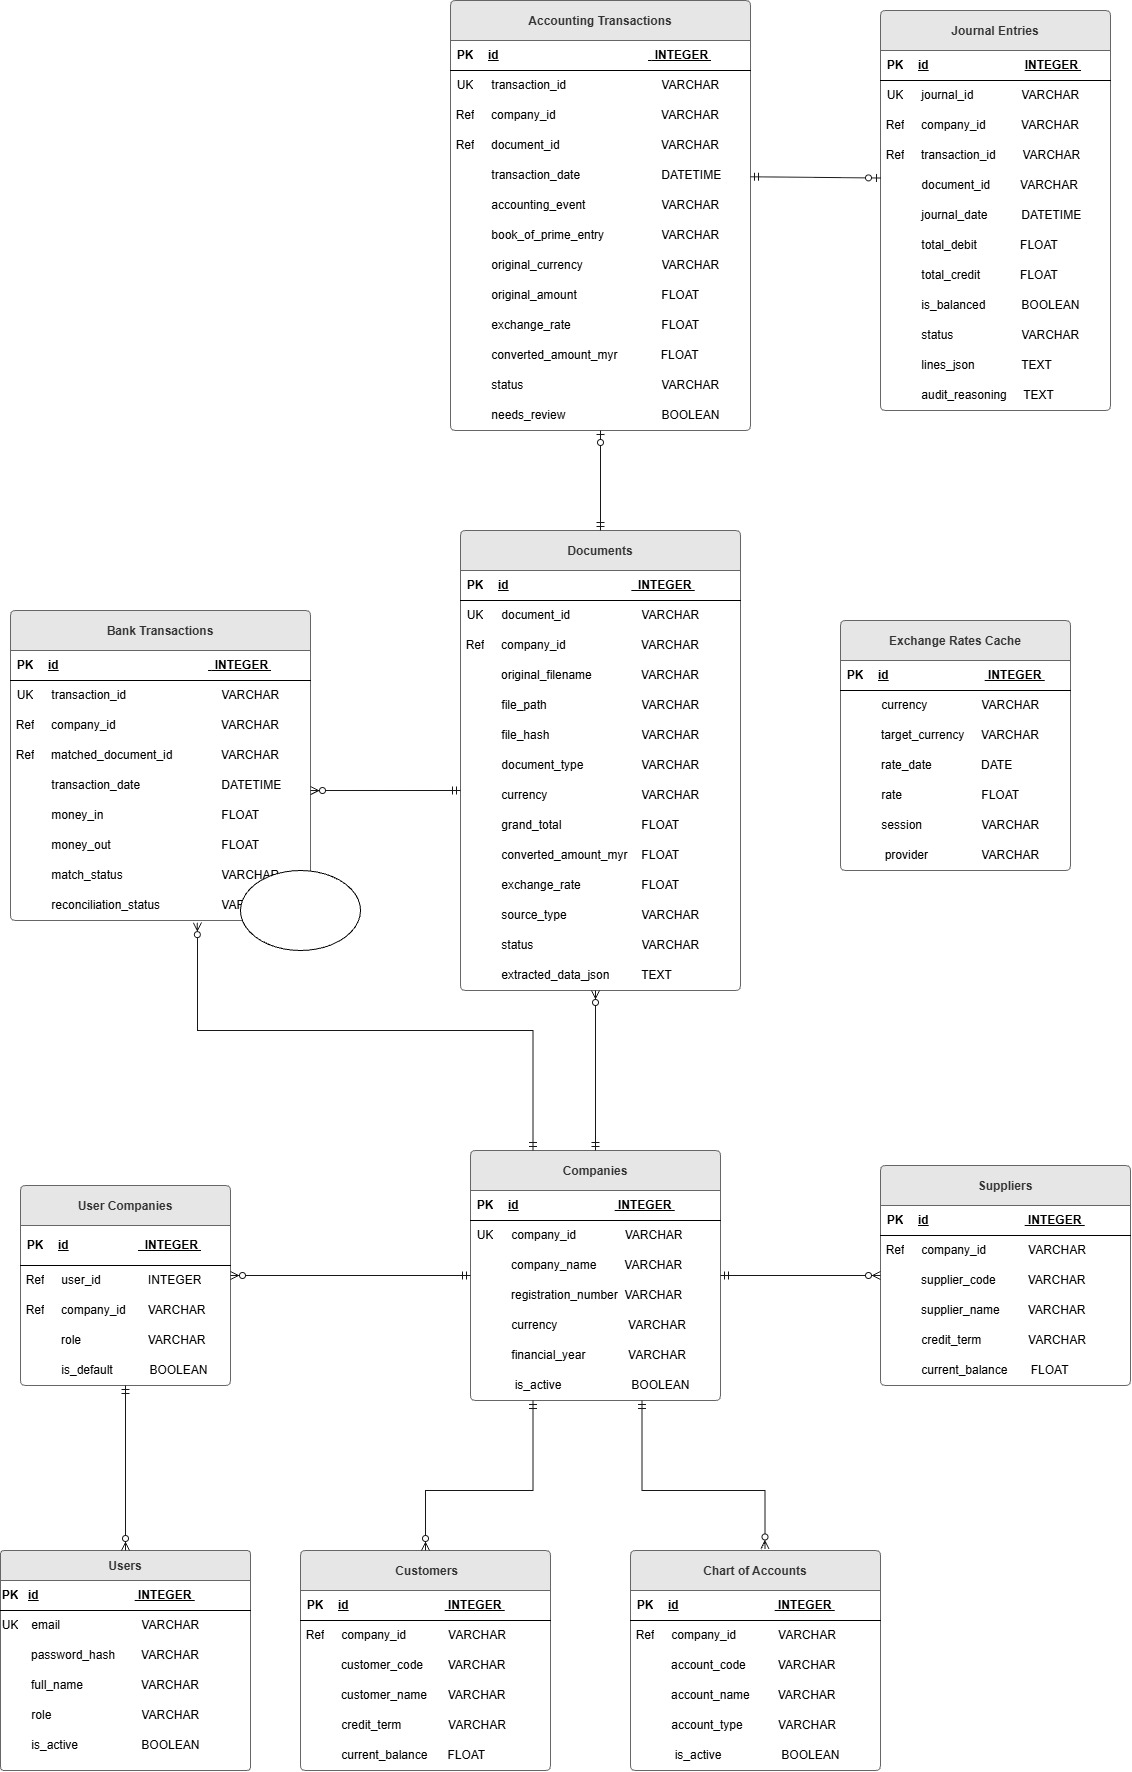 Accounting Transactions
PK id INTEGER
UK transaction_id VARCHAR
Ref company_id VARCHAR
Ref document_id VARCHAR
transaction_date DATETIME
accounting_event VARCHAR
book_of_prime_entry VARCHAR
original_currency VARCHAR
original_amount FLOAT
exchange_rate FLOAT
converted_amount_myr FLOAT
status VARCHAR
needs_review BOOLEAN
Journal Entries
PK id INTEGER
UK journal_id VARCHAR
Ref company_id VARCHAR
Ref transaction_id VARCHAR
document_id VARCHAR
journal_date DATETIME
total_debit FLOAT
total_credit FLOAT
is_balanced BOOLEAN
status VARCHAR
lines_json TEXT
audit_reasoning TEXT
Documents
PK id INTEGER
UK document_id VARCHAR
Ref company_id VARCHAR
original_filename VARCHAR
file_path VARCHAR
file_hash VARCHAR
document_type VARCHAR
currency VARCHAR
grand_total FLOAT
converted_amount_myr FLOAT
exchange_rate FLOAT
source_type VARCHAR
status VARCHAR
extracted_data_json TEXT
Bank Transactions
PK id INTEGER
UK transaction_id VARCHAR
Ref company_id VARCHAR
Ref matched_document_id VARCHAR
transaction_date DATETIME
money_in FLOAT
money_out FLOAT
match_status VARCHAR
reconciliation_status
Exchange Rates Cache
PK id INTEGER
currency VARCHAR
target_currency VARCHAR
rate_date DATE
rate FLOAT
session VARCHAR
provider VARCHAR
Companies
PK id INTEGER
UK company_id VARCHAR
company_name VARCHAR
registration_number VARCHAR
currency VARCHAR
financial_year VARCHAR
is_active BOOLEAN
User Companies
PK id INTEGER
Ref user_id INTEGER
Ref company_id VARCHAR
role VARCHAR
is_default BOOLEAN
Suppliers
PK id INTEGER
Ref company_id VARCHAR
supplier_code VARCHAR
supplier_name VARCHAR
credit_term VARCHAR
current_balance FLOAT
Users
PK id INTEGER
UK email VARCHAR
password_hash VARCHAR
full_name VARCHAR
role VARCHAR
is_active BOOLEAN
Customers
PK id INTEGER
Ref company_id VARCHAR
customer_code VARCHAR
customer_name VARCHAR
credit_term VARCHAR
current_balance FLOAT
Chart of Accounts
PK id INTEGER
Ref company_id VARCHAR
account_code VARCHAR
account_name VARCHAR
account_type VARCHAR
is_active BOOLEAN